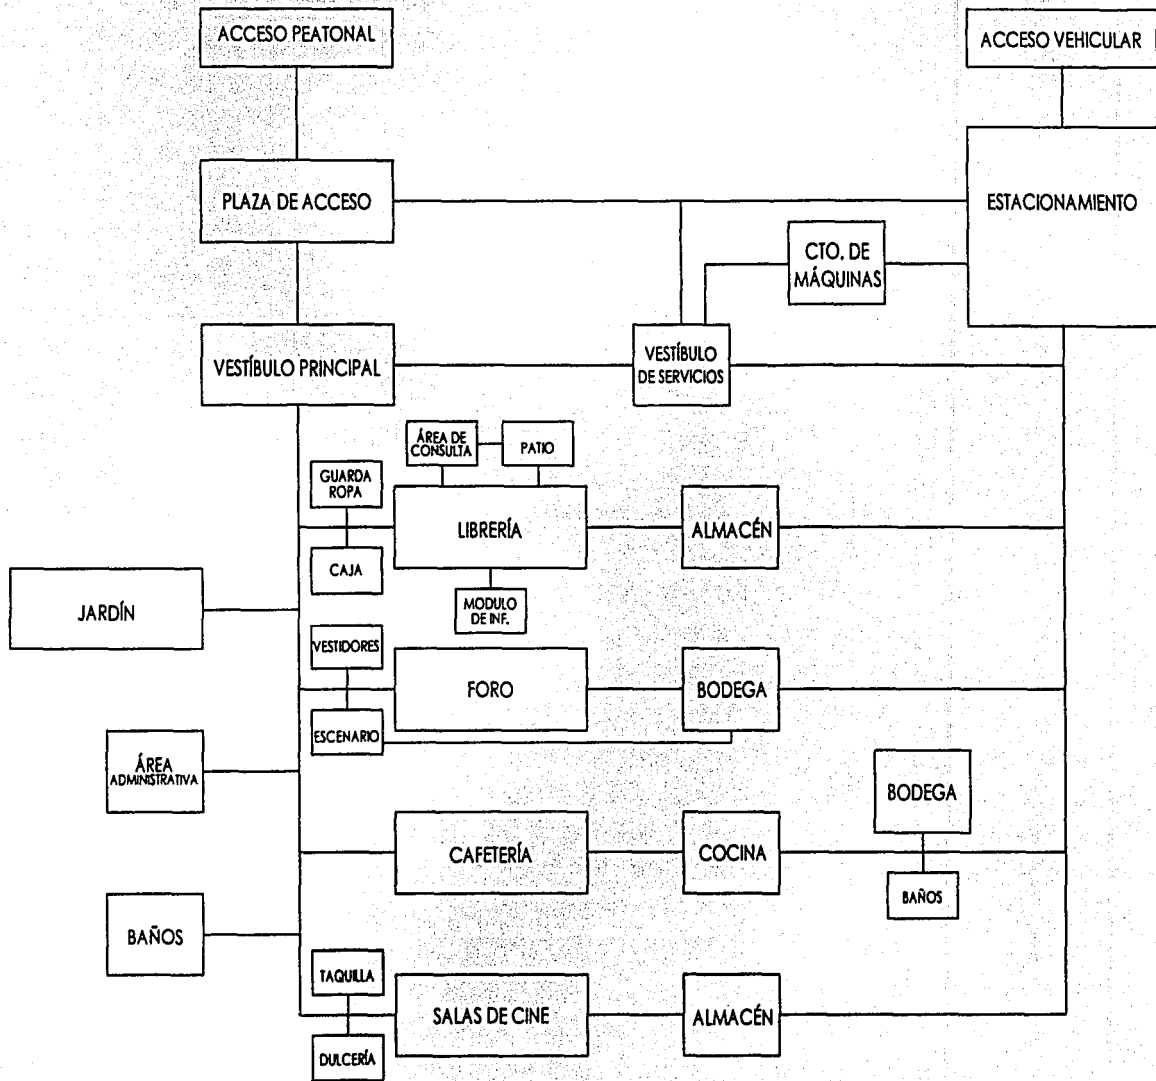 ACCESO PEATONAL
ACCESO VEHICULAR
PLAZA DE ACCESO
ESTACIONAMIENTO
CTO. DE
MÁQUINAS
VESTÍBULO PRINCIPAL
VESTÍBULO
DE SERVICIOS
ÁREA DE
CONSULTA
PATIO
GUARDA
ROPA
LIBRERÍA
ALMACÉN
CAJA
MODULO
DE INF.
JARDÍN
VESTIDORES
FORO
BODEGA
ESCENARIO
ÁREA
ADMINISTRATIVA
BODEGA
CAFETERÍA
COCINA
BAÑOS
BAÑOS
TAQUILLA
SALAS DE CINE
ALMACÉN
DULCERÍA